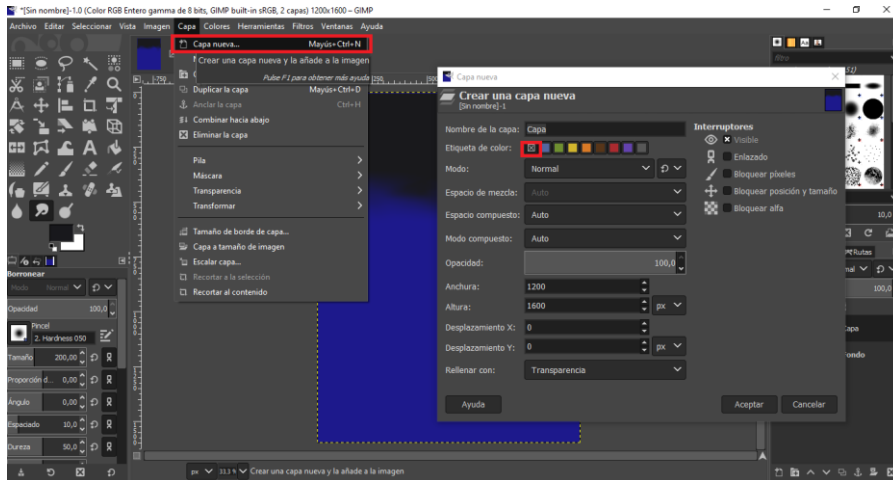 *[Sin nombre]-1.0 (Color RGB Entero gamma de 8 bits, GIMP built-in sRGB, 2 capas) 1200x1600 – GIMP
Archivo Editar Seleccionar Vista Imagen Capa Colores Herramientas Filtros Ventanas Ayuda
Capa nueva... Mayús+Ctrl+N
Crear una capa nueva y la añade a la imagen
Pulse F1 para obtener más ayuda
Duplicar la capa Mayús+Ctrl+D
Anclar la capa Ctrl+H
Combinar hacia abajo
Eliminar la capa
Pila
Máscara
Transparencia
Transformar
Tamaño de borde de capa...
Capa a tamaño de imagen
Escalar capa...
Recortar a la selección
Recortar al contenido
Capa nueva
Crear una capa nueva
[Sin nombre]-1
Nombre de la capa: Capa
Etiqueta de color:
Modo: Normal
Espacio de mezcla: Auto
Espacio compuesto: Auto
Modo compuesto: Auto
Opacidad: 100,0
Anchura: 1200
Altura: 1600 px
Desplazamiento X: 0
Desplazamiento Y: 0 px
Rellenar con: Transparencia
Interruptores
Visible
Enlazado
Bloquear píxeles
Bloquear posición y tamaño
Bloquear alfa
Ayuda Aceptar Cancelar
Borronear
Modo Normal
Opacidad 100,0
Pincel
2. Hardness 050
Tamaño 200,00
Proporción d... 0,00
Ángulo 0,00
Espaciado 10,0
Dureza 50,0
filtro
10,0
Rutas
100,0
px 33,3 % Crear una capa nueva y la añade a la imagen